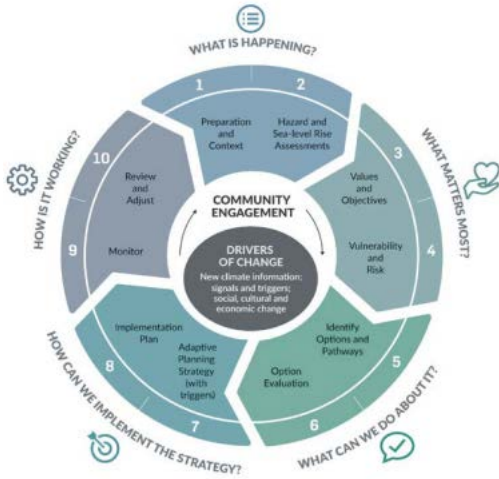 WHAT IS HAPPENING?
1
2
Preparation
and
Context
Hazard and
Sea-level Rise
Assessments
WHAT MATTERS MOST?
3
4
Values and
Objectives
Vulnerability
and
Risk
WHAT CAN WE DO ABOUT IT?
5
6
Identify
Options and
Pathways
Option
Evaluation
HOW CAN WE IMPLEMENT THE STRATEGY?
7
8
Adaptive
Planning
Strategy
(with
triggers)
Implementation
Plan
HOW IS IT WORKING?
9
10
Monitor
Review
and
Adjust
COMMUNITY
ENGAGEMENT
DRIVERS
OF CHANGE
New climate information;
signals and triggers;
social, cultural and
economic change